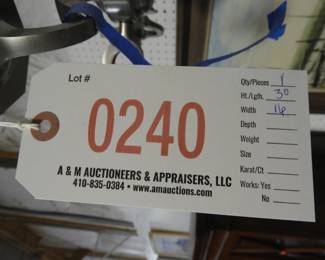 Lot #
0240
A & M AUCTIONEERS & APPRAISERS, LLC
410-835-0384 • www.amauctions.com
Qty/Pieces 1
Ht./Lgth. 30
Width 16
Depth
Weight
Size
Karat/Ct
Works: Yes
No